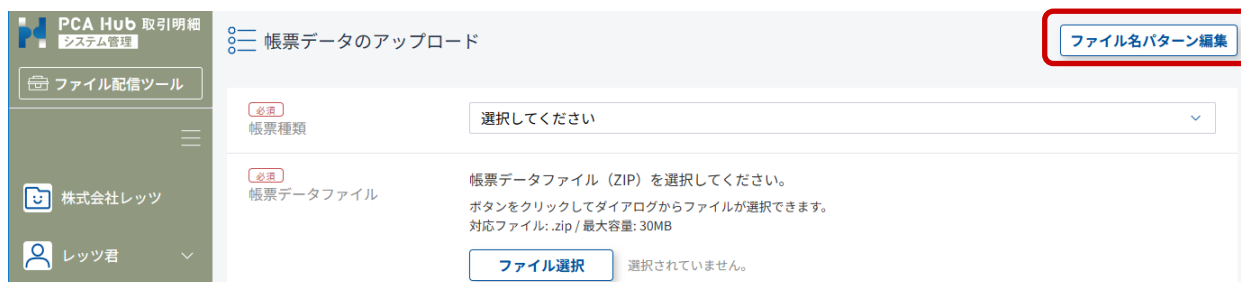 PCA Hub 取引明細
システム管理
ファイル配信ツール
株式会社レッツ
レッツ君
帳票データのアップロード
ファイル名パターン編集
必須
帳票種類
選択してください
必須
帳票データファイル
帳票データファイル（ZIP）を選択してください。
ボタンをクリックしてダイアログからファイルが選択できます。
対応ファイル: .zip / 最大容量: 30MB
ファイル選択
選択されていません。